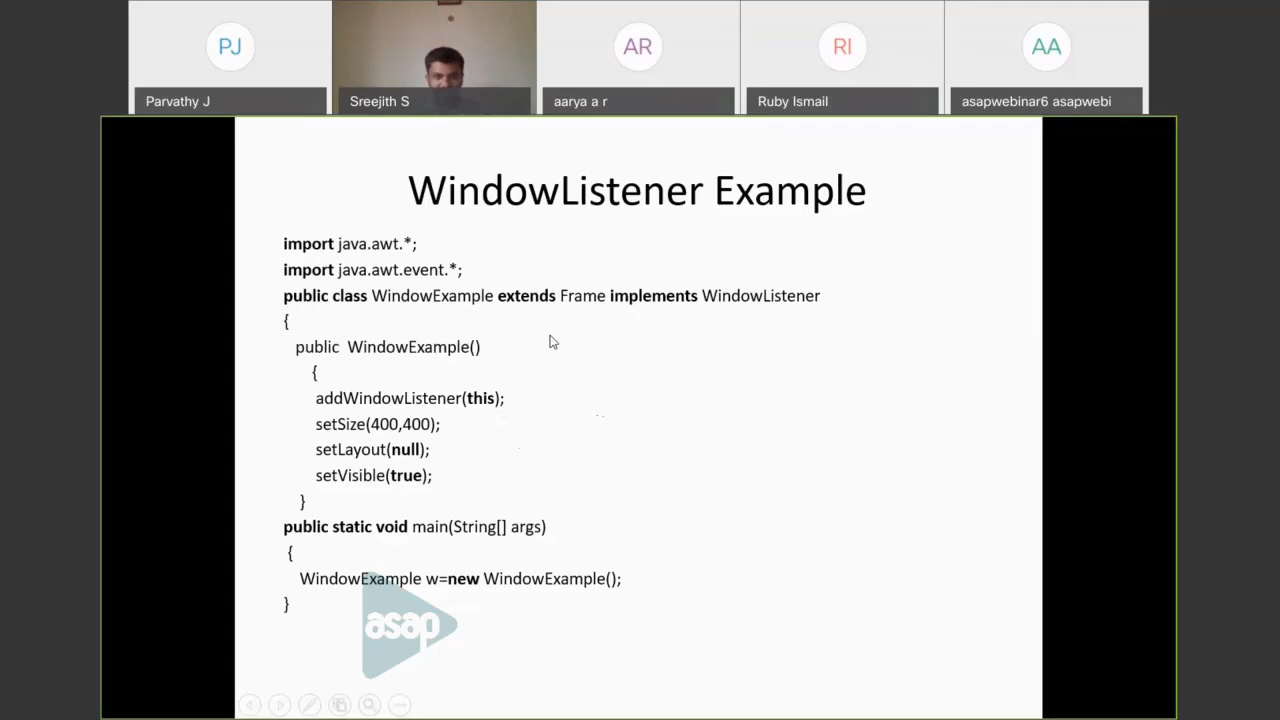 PJ
AR
RI
AA
Parvathy J
Sreejith S
aarya a r
Ruby Ismail
asapwebinar6 asapwebi
WindowListener Example
import java.awt.*;
import java.awt.event.*;
public class WindowExample extends Frame implements WindowListener
{
public WindowExample()
{
addWindowListener(this);
setSize(400,400);
setLayout(null);
setVisible(true);
}
public static void main(String[] args)
{
WindowExample w=new WindowExample();
}
asap